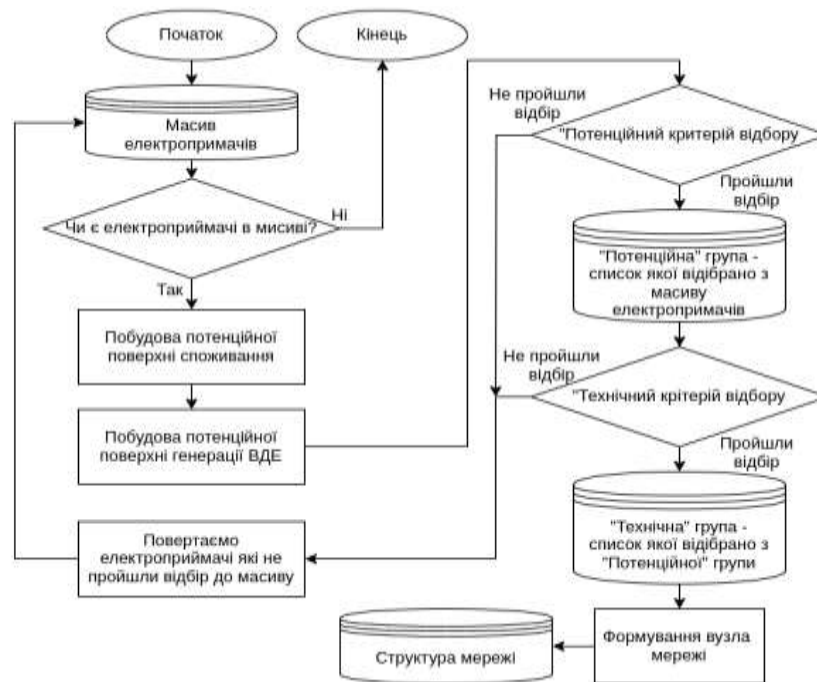 Початок
Кінець
Масив
електропримачів
Чи є електроприймачі в мисиві?
Ні
Так
Побудова потенційної
поверхні споживання
Побудова потенційної
поверхні генерації ВДЕ
Повертаємо
електроприймачі які не
пройшли відбір до масиву
Не пройшли
відбір
"Потенційний критерій відбору
Пройшли
відбір
"Потенційна" група -
список якої відібрано з
масиву
електропримачів
Не пройшли
відбір
"Технічний крітерій відбору
Пройшли
відбір
"Технічна" група -
список якої відібрано з
"Потенційної" групи
Формування вузла
мережі
Структура мережі